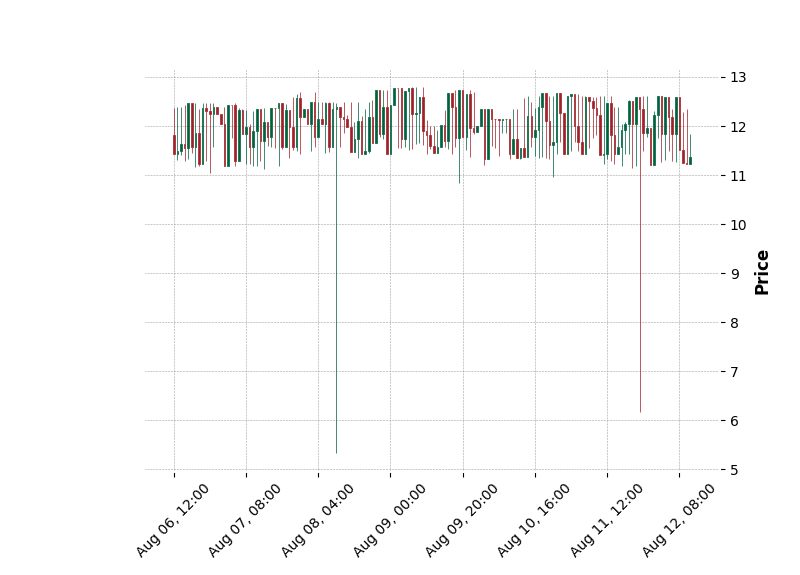 13
12
11
10
9
8
7
6
5
Price
Aug 06, 12:00
Aug 07, 08:00
Aug 08, 04:00
Aug 09, 00:00
Aug 09, 20:00
Aug 10, 16:00
Aug 11, 12:00
Aug 12, 08:00